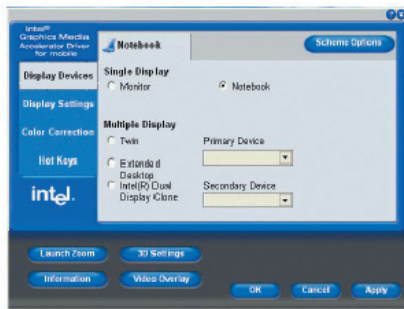 intel®
Graphics Media
Accelerator Driver
for mobile
Notebook
Scheme Options
Display Devices
Single Display
Monitor
Notebook
Display Settings
Multiple Display
Color Correction
Twin
Primary Device
Hot Keys
Extended
Desktop
Intel(R) Dual
Display Clone
Secondary Device
intel.
Launch Zoom
3D Settings
Information
Video Overlay
OK
Cancel
Apply